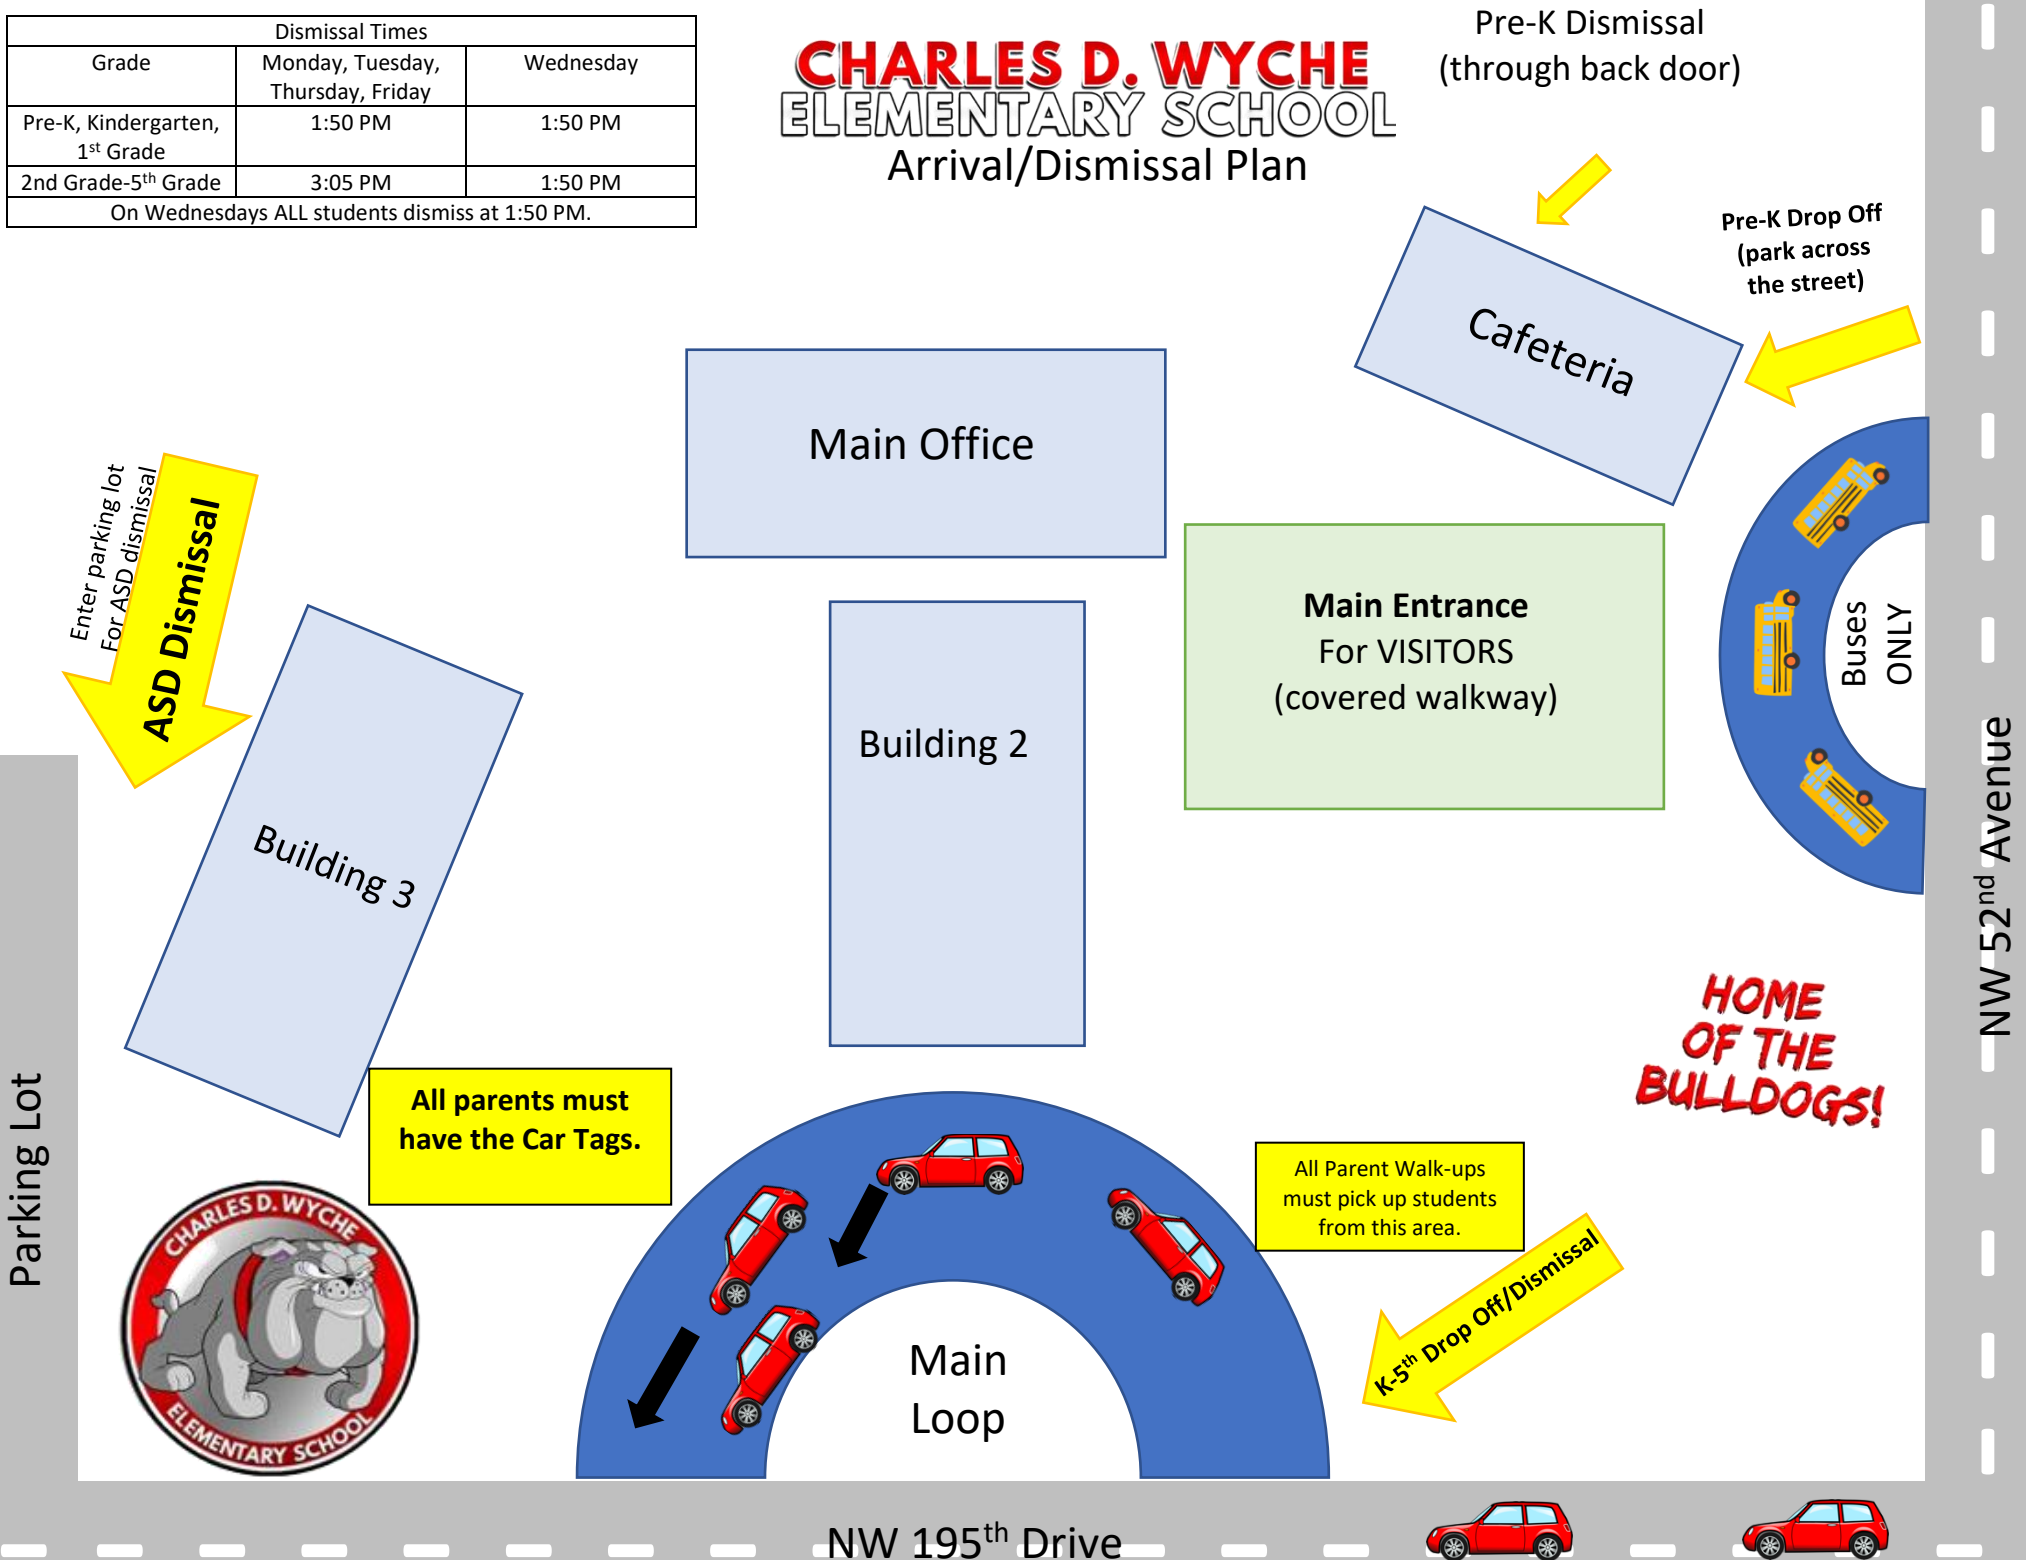 Dismissal Times
Grade
Monday, Tuesday,
Thursday, Friday
Wednesday
Pre-K, Kindergarten,
1st Grade
1:50 PM
1:50 PM
2nd Grade-5th Grade
3:05 PM
1:50 PM
On Wednesdays ALL students dismiss at 1:50 PM.
CHARLES D. WYCHE
ELEMENTARY SCHOOL
Arrival/Dismissal Plan
Pre-K Dismissal
(through back door)
Pre-K Drop Off
(park across
the street)
Cafeteria
Main Office
Enter parking lot
For ASD dismissal
ASD Dismissal
Main Entrance
For VISITORS
(covered walkway)
Buses
ONLY
Building 2
Building 3
NW 52nd Avenue
HOME
OF THE
BULLDOGS!
Parking Lot
All parents must
have the Car Tags.
All Parent Walk-ups
must pick up students
from this area.
K-5th Drop Off/Dismissal
CHARLES D. WYCHE
ELEMENTARY SCHOOL
Main
Loop
NW 195th Drive